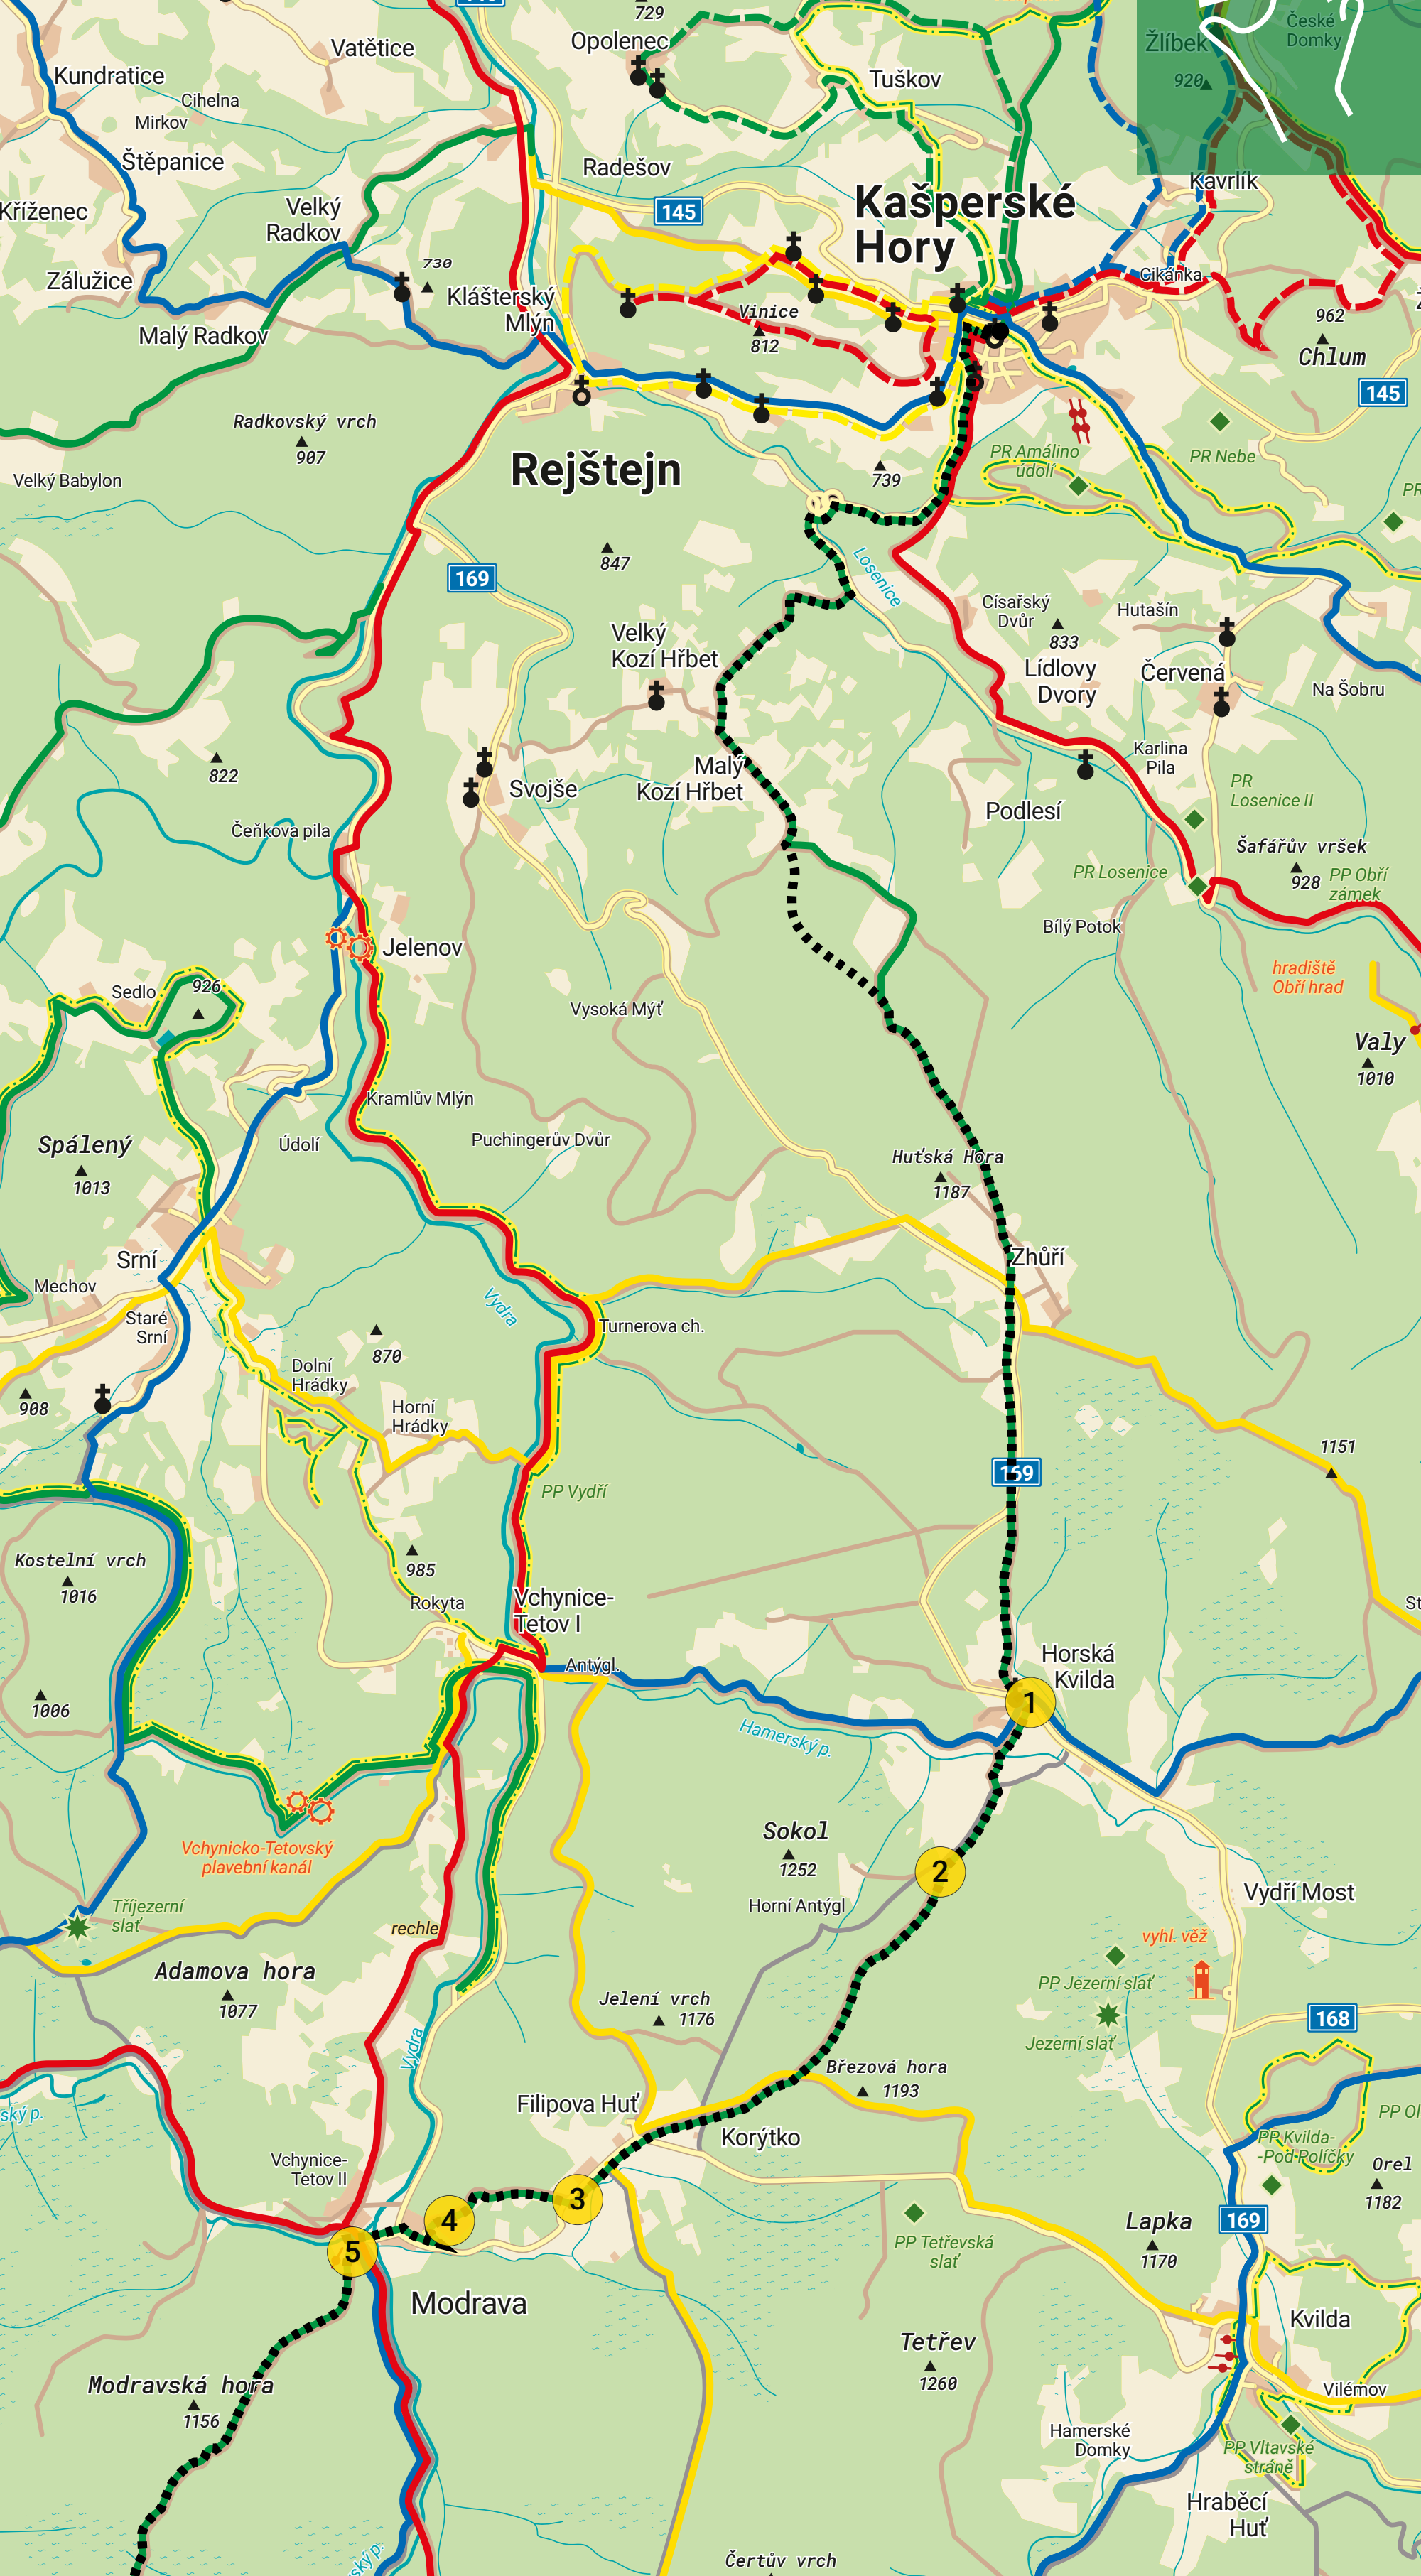 729
Vatětice
Opolenec
České
Domky
Žlíbek
Kundratice
Tuškov
920
Cihelna
Mirkov
Štěpanice
Radešov
Kavrlík
Kašperské
Hory
Kříženec
Velký
Radkov
145
730
Cikánka
Zálužice
Klášterský
Mlýn
Vinice
812
962
Chlum
Malý Radkov
145
Radkovský vrch
907
PR Amálino
údolí
PR Nebe
Rejštejn
739
Velký Babylon
PR
847
169
Losenice
Císařský
Dvůr
833
Hutašín
Velký
Kozí Hřbet
Lídlovy
Dvory
Červená
Na Šobru
Karlina
Pila
822
Malý
Kozí Hřbet
Svojše
PR
Losenice II
Podlesí
Čeňkova pila
Šafářův vršek
928
PR Losenice
PP Obří
zámek
Bílý Potok
Jelenov
hradiště
Obří hrad
Sedlo
926
Vysoká Mýť
Valy
1010
Kramlův Mlýn
Spálený
1013
Údolí
Puchingerův Dvůr
Huťská Hora
1187
Srní
Zhůří
Mechov
Vydra
Staré
Srní
Turnerova ch.
870
Dolní
Hrádky
908
Horní
Hrádky
1151
169
PP Vydří
Kostelní vrch
1016
985
Rokyta
Vchynice-
Tetov I
St
Horská
Kvilda
Antýgl.
1006
1
Hamerský p.
Sokol
1252
Vchynicko-Tetovský
plavební kanál
2
Horní Antýgl
Vydří Most
Tříjezerní
slať
rechle
vyhl. věž
Adamova hora
1077
PP Jezerní slať
Jelení vrch
1176
168
Jezerní slať
Vydra
Březová hora
1193
Filipova Huť
ský p.
PP Ol
Korýtko
PP Kvilda-
-Pod Políčky
Vchynice-
Tetov II
Orel
1182
3
4
Lapka
1170
169
PP Tetřevská
slať
5
Modrava
Kvilda
Tetřev
1260
Modravská hora
1156
Vilémov
Hamerské
Domky
PP Vltavské
stráně
Hraběcí
Huť
ský p.
Čertův vrch